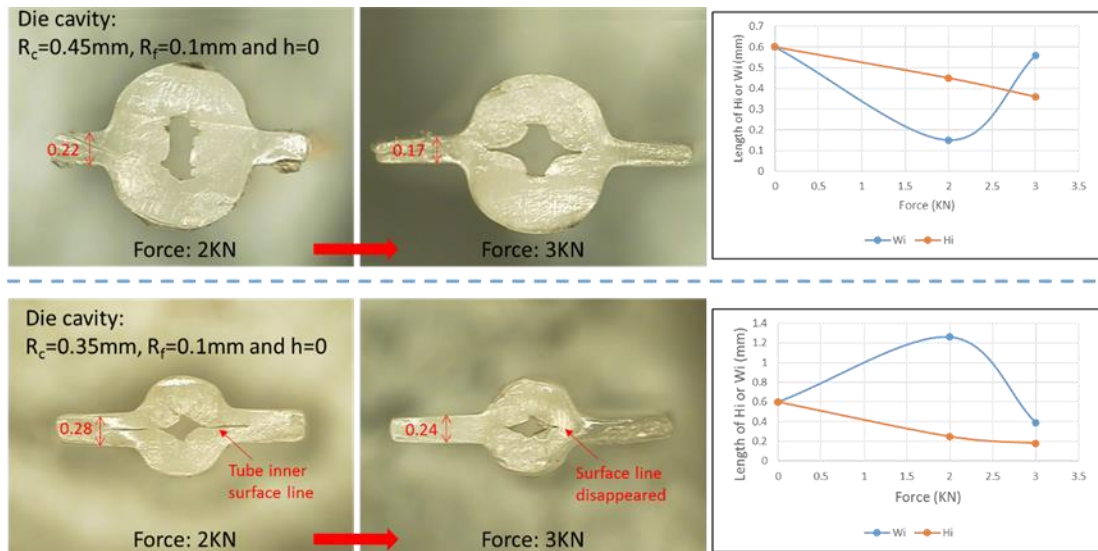 Die cavity:
R꜀=0.45mm, R_f=0.1mm and h=0
0.22
Force: 2KN
0.17
Force: 3KN
Length of Hi or Wi (mm)
0.7
0.6
0.5
0.4
0.3
0.2
0.1
0
0 0.5 1 1.5 2 2.5 3 3.5
Force (KN)
Wi Hi
Die cavity:
R꜀=0.35mm, R_f=0.1mm and h=0
0.28
Tube inner
surface line
Force: 2KN
0.24
Surface line
disappeared
Force: 3KN
Length of Hi or Wi (mm)
1.4
1.2
1
0.8
0.6
0.4
0.2
0
0 0.5 1 1.5 2 2.5 3 3.5
Force (KN)
Wi Hi